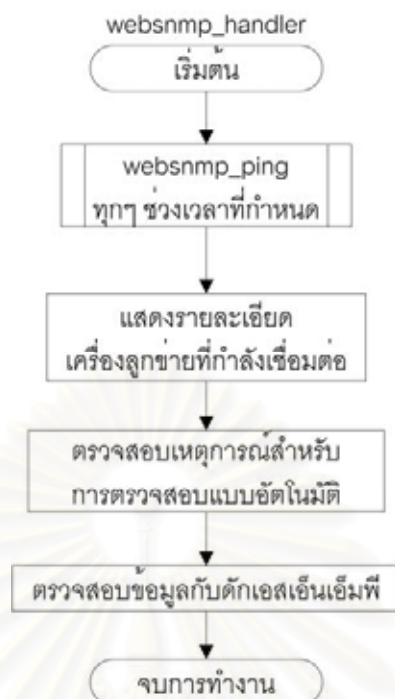 websnmp_handler
เริ่มต้น
websnmp_ping
ทุกๆ ช่วงเวลาที่กำหนด
แสดงรายละเอียด
เครื่องลูกข่ายที่กำลังเชื่อมต่อ
ตรวจสอบเหตุการณ์สำหรับ
การตรวจสอบแบบอัตโนมัติ
ตรวจสอบข้อมูลกับดักเอสเอ็นเอ็มพี
จบการทำงาน